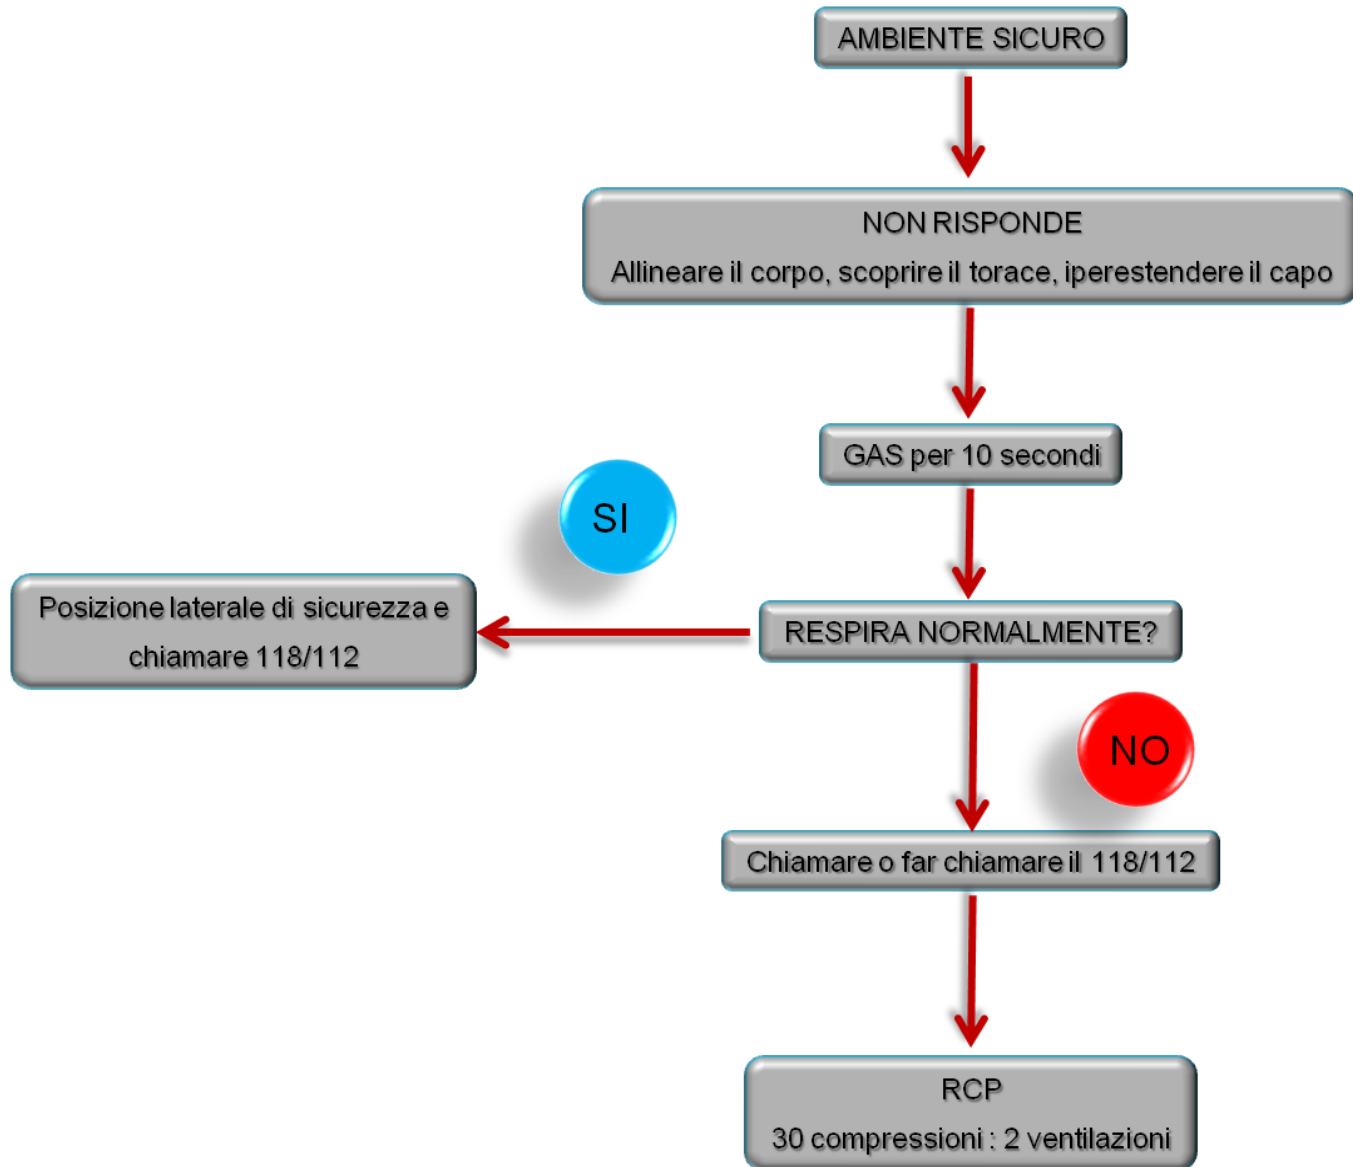 AMBIENTE SICURO
NON RISPONDE
Allineare il corpo, scoprire il torace, iperestendere il capo
GAS per 10 secondi
SI
RESPIRA NORMALMENTE?
Posizione laterale di sicurezza e
chiamare 118/112
NO
Chiamare o far chiamare il 118/112
RCP
30 compressioni : 2 ventilazioni